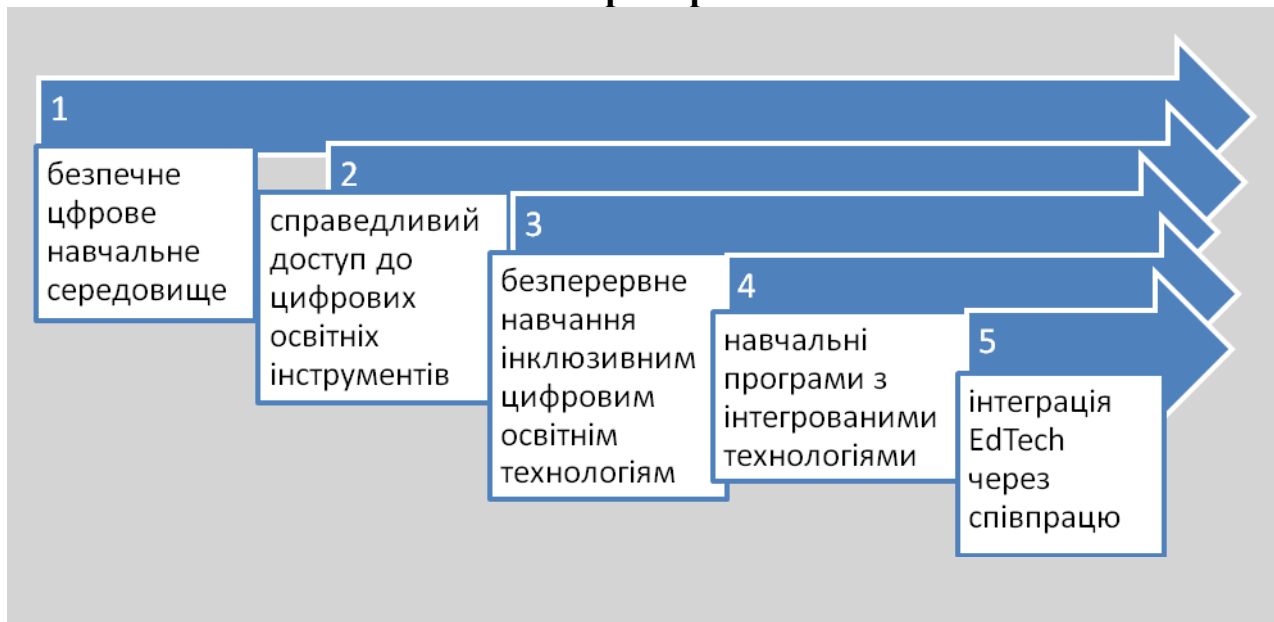 1
безпечне
цфрове
навчальне
середовище
2
справедливий
доступ до
цифрових
освітніх
інструментів
3
безперервне
навчання
інклюзивним
цифровим
освітнім
технологіям
4
навчальні
програми з
інтегрованими
технологіями
5
інтеграція
EdTech
через
співпрацю